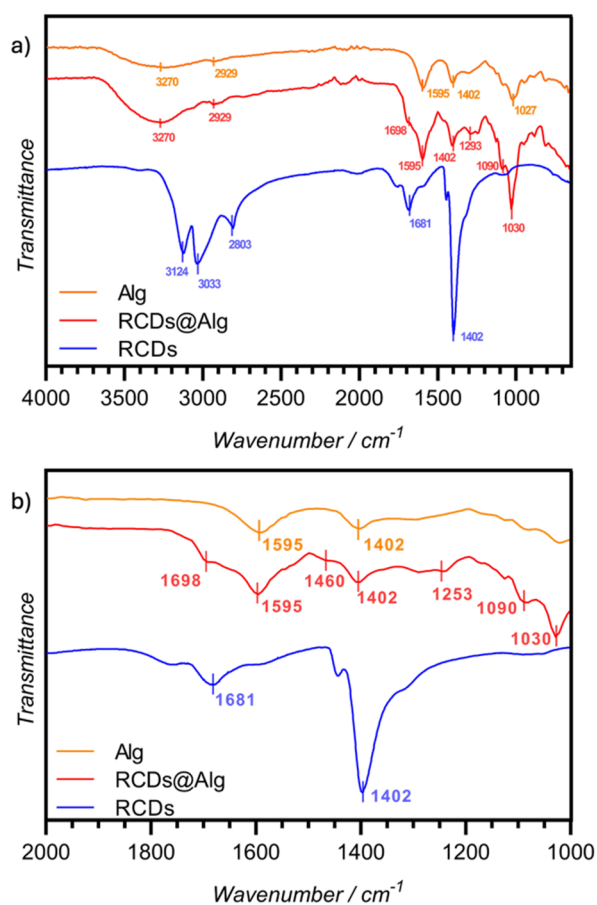 a)
3270
2929
1595
1402
1027
3270
2929
1698
1595
1402
1293
1090
1030
3124
3033
2803
1681
1402
Transmittance
Alg
RCDs@Alg
RCDs
4000 3500 3000 2500 2000 1500 1000
Wavenumber / cm-1
b)
1595 1402
1698
1595
1460
1402
1253
1090
1030
1681
1402
Transmittance
Alg
RCDs@Alg
RCDs
2000 1800 1600 1400 1200 1000
Wavenumber / cm-1